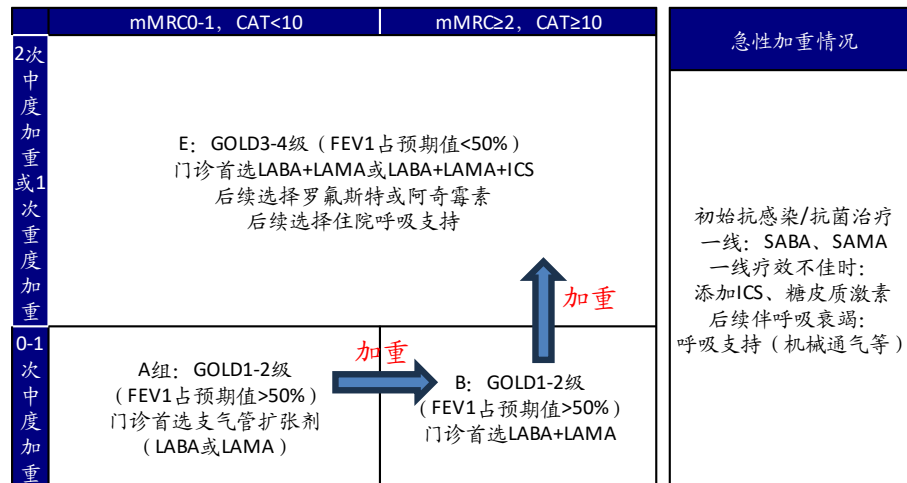 mMRC0-1，CAT<10
mMRC≥2，CAT≥10
2次
中
度
加
重
或1
次
重
度
加
重
E：GOLD3-4级（FEV1占预期值<50%）
门诊首选LABA+LAMA或LABA+LAMA+ICS
后续选择罗氟斯特或阿奇霉素
后续选择住院呼吸支持
加重
0-1
次
中
度
加
重
A组：GOLD1-2级
（FEV1占预期值>50%）
门诊首选支气管扩张剂
（LABA或LAMA）
加重
B：GOLD1-2级
（FEV1占预期值>50%）
门诊首选LABA+LAMA
急性加重情况
初始抗感染/抗菌治疗
一线：SABA、SAMA
一线疗效不佳时：
添加ICS、糖皮质激素
后续伴呼吸衰竭：
呼吸支持（机械通气等）